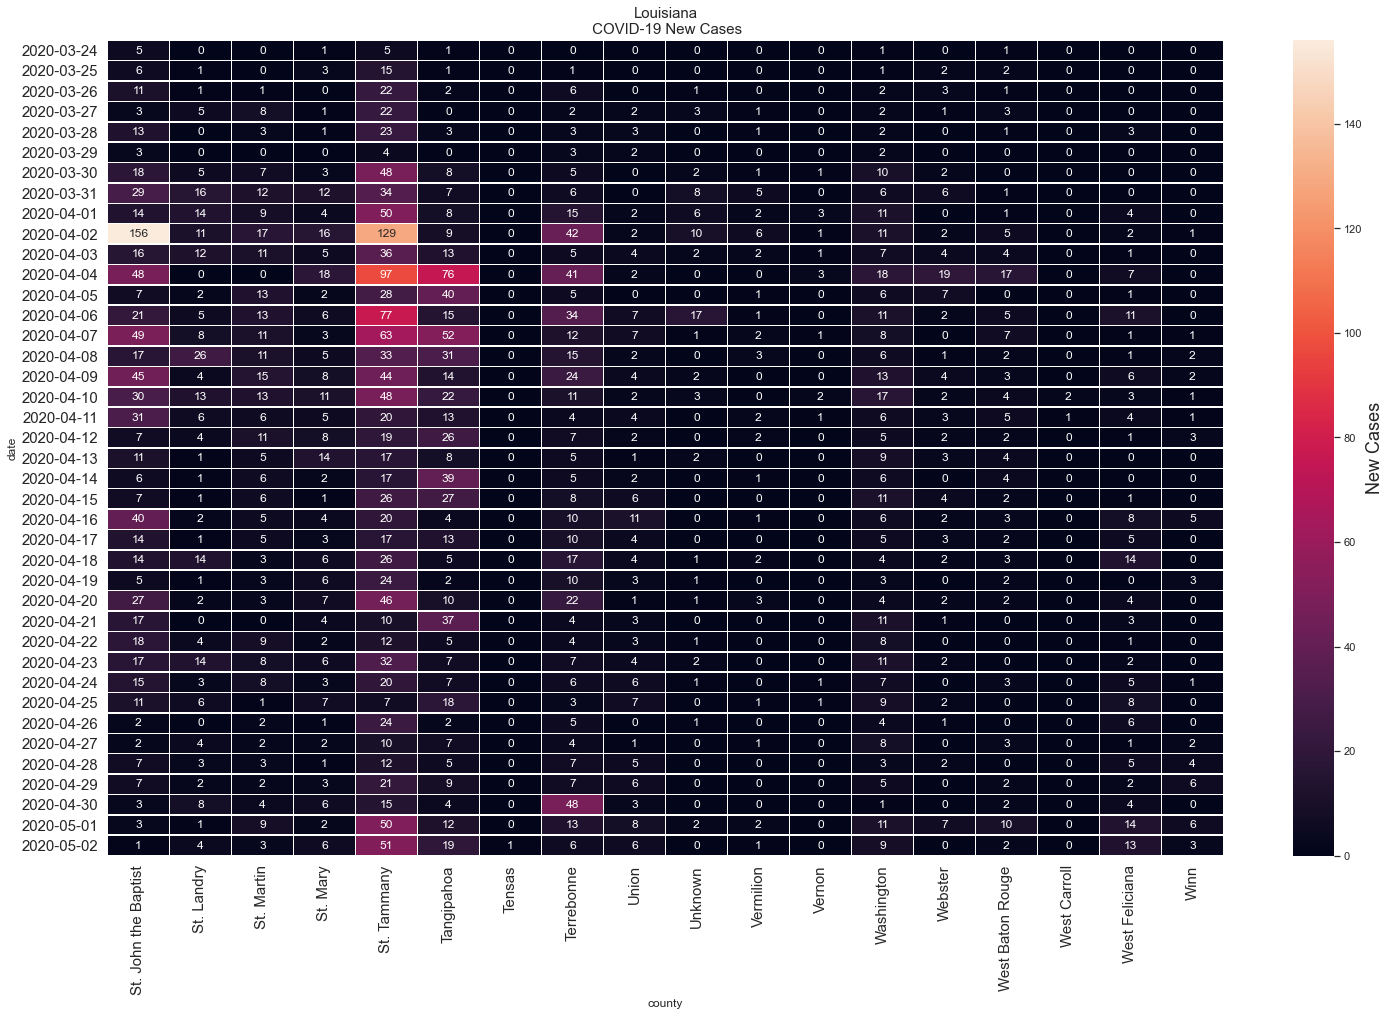 Louisiana
COVID-19 New Cases
2020-03-24 5 0 0 1 5 1 0 0 0 0 0 0 1 0 1 0 0 0
2020-03-25 6 1 0 3 15 1 0 1 0 0 0 0 1 2 2 0 0 0
2020-03-26 11 1 1 0 22 2 0 6 0 1 0 0 2 3 1 0 0 0
2020-03-27 3 5 8 1 22 0 0 2 2 3 1 0 2 1 3 0 0 0
2020-03-28 13 0 3 1 23 3 0 3 3 0 1 0 2 0 1 0 3 0
2020-03-29 3 0 0 0 4 0 0 3 2 0 0 0 2 0 0 0 0 0
2020-03-30 18 5 7 3 48 8 0 5 0 2 1 1 10 2 0 0 0 0
2020-03-31 29 16 12 12 34 7 0 6 0 8 5 0 6 6 1 0 0 0
2020-04-01 14 14 9 4 50 8 0 15 2 6 2 3 11 0 1 0 4 0
2020-04-02 156 11 17 16 129 9 0 42 2 10 6 1 11 2 5 0 2 1
2020-04-03 16 12 11 5 36 13 0 5 4 2 2 1 7 4 4 0 1 0
2020-04-04 48 0 0 18 97 76 0 41 0 0 0 3 18 19 17 0 7 0
2020-04-05 7 2 13 2 28 40 0 5 0 0 1 0 6 7 0 0 1 0
2020-04-06 21 5 13 6 77 15 0 34 7 17 1 0 11 2 5 0 11 0
2020-04-07 49 8 11 3 63 52 0 12 7 1 2 1 8 0 7 0 1 1
2020-04-08 17 26 11 5 33 31 0 15 2 0 3 0 6 1 2 0 1 2
2020-04-09 45 4 15 8 44 14 0 24 4 2 0 0 13 4 3 0 6 2
2020-04-10 30 13 13 11 48 22 0 11 2 3 0 2 17 2 4 2 3 1
2020-04-11 31 6 6 5 20 13 0 4 4 0 2 1 6 3 5 1 4 1
2020-04-12 7 4 11 8 19 26 0 7 2 0 2 0 5 2 2 0 1 3
2020-04-13 11 1 5 14 17 8 0 5 1 2 0 0 9 3 4 0 0 0
2020-04-14 6 1 6 2 17 39 0 5 2 0 1 0 6 0 4 0 0 0
2020-04-15 7 1 6 1 26 27 0 8 6 0 0 0 11 4 2 0 1 0
2020-04-16 40 2 5 4 20 4 0 10 11 0 1 0 6 2 3 0 8 5
2020-04-17 14 1 5 3 17 13 0 10 4 0 0 0 5 3 2 0 5 0
2020-04-18 14 14 3 6 26 5 0 17 4 1 2 0 4 2 3 0 14 0
2020-04-19 5 1 3 6 24 2 0 10 3 1 0 0 3 0 2 0 0 3
2020-04-20 27 2 3 7 46 10 0 22 1 1 3 0 4 2 2 0 4 0
2020-04-21 17 0 0 4 10 37 0 4 3 0 0 0 11 1 0 0 3 0
2020-04-22 18 4 9 2 12 5 0 4 3 1 0 0 8 0 0 0 1 0
2020-04-23 17 14 8 6 32 7 0 7 4 2 0 0 11 2 0 0 2 0
2020-04-24 15 3 8 3 20 7 0 6 6 1 0 1 7 0 3 0 5 1
2020-04-25 11 6 1 7 7 18 0 3 7 0 1 1 9 2 0 0 8 0
2020-04-26 2 0 2 1 24 2 0 5 0 1 0 0 4 1 0 0 6 0
2020-04-27 2 4 2 2 10 7 0 4 1 0 1 0 8 0 3 0 1 2
2020-04-28 7 3 3 1 12 5 0 7 5 0 0 0 3 2 0 0 5 4
2020-04-29 7 2 2 3 21 9 0 7 6 0 0 0 5 0 2 0 2 6
2020-04-30 3 8 4 6 15 4 0 48 3 0 0 0 1 0 2 0 4 0
2020-05-01 3 1 9 2 50 12 0 13 8 2 2 0 11 7 10 0 14 6
2020-05-02 1 4 3 6 51 19 1 6 6 0 1 0 9 0 2 0 13 3
St. John the Baptist
St. Landry
St. Martin
St. Mary
St. Tammany
Tangipahoa
Tensas
Terrebonne
Union
Unknown
Vermilion
Vernon
Washington
Webster
West Baton Rouge
West Carroll
West Feliciana
Winn
county
date
140
120
100
80
60
40
20
0
New Cases